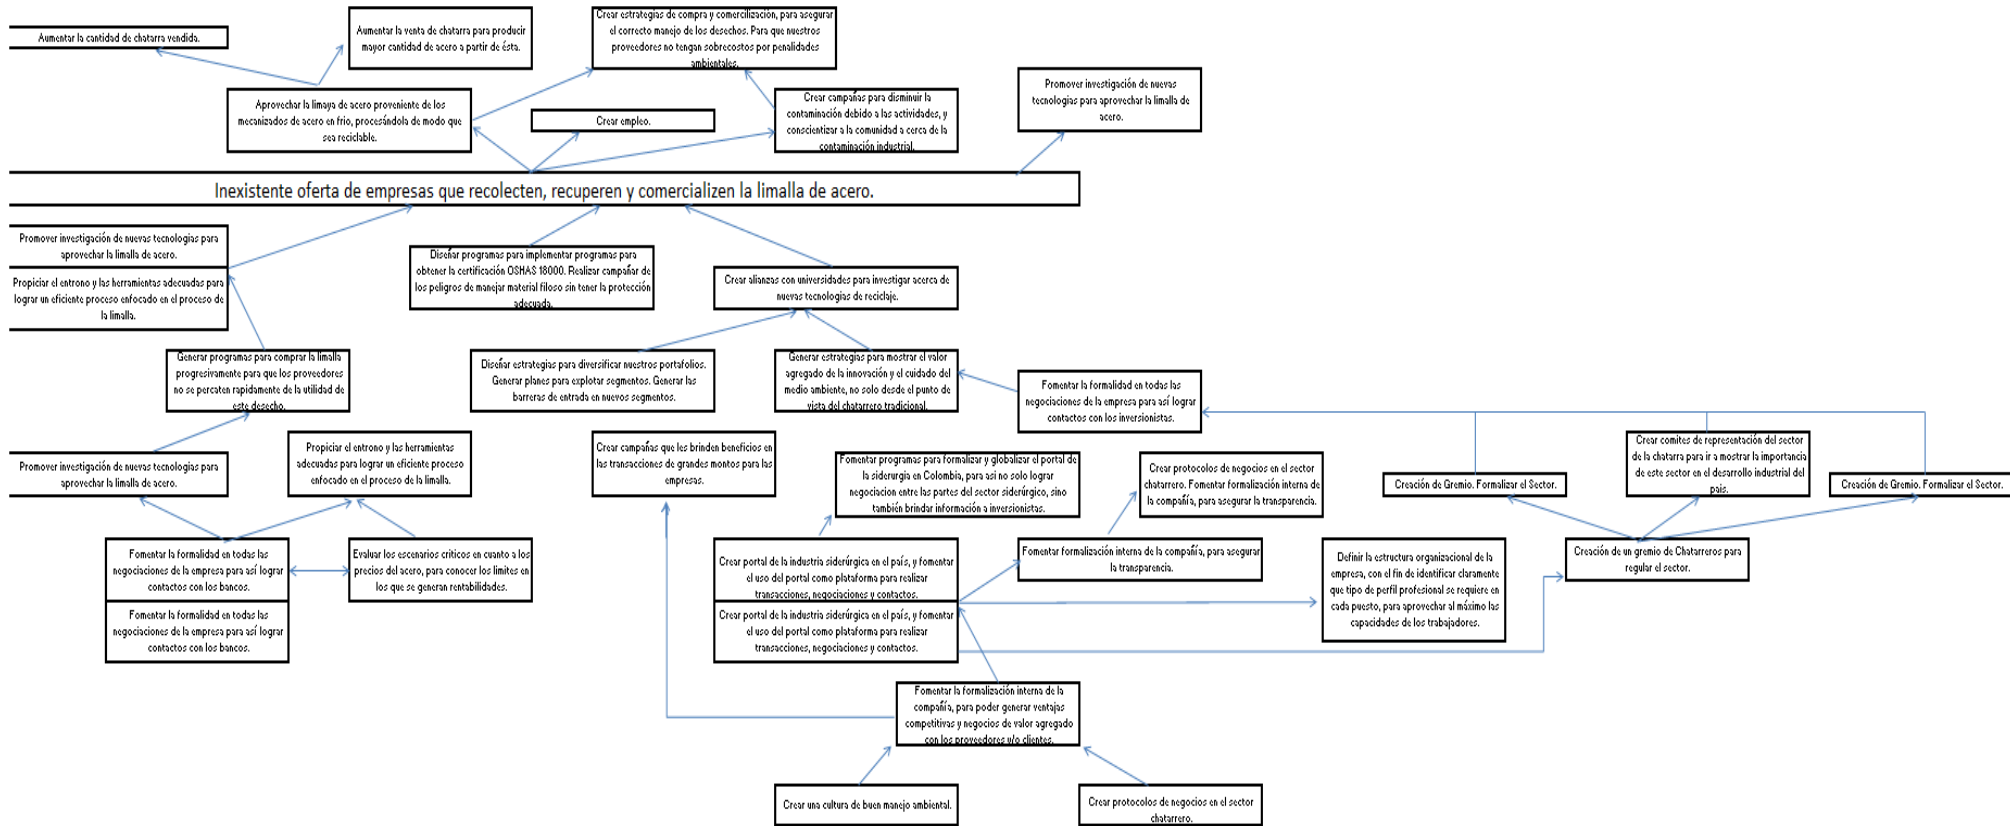 Aumentar la cantidad de chatarra vendida.
Aumentar la venta de chatarra para producir
mayor cantidad de acero a partir de ésta.
Crear estrategias de compra y comercilización, para asegurar
el correcto manejo de los desechos. Para que nuestros
proveedores no tengan sobrecostos por penalidades
ambientales.
Aprovechar la limaya de acero proveniente de los
mecanizados de acero en frio, procesándola de modo que
sea reciclable.
Crear empleo.
Crear campañas para disminuir la
contaminación debido a las actividades, y
conscientizar a la comunidad a cerca de la
contaminación industrial.
Promover investigación de nuevas
tecnologias para aprovechar la limalla de
acero.
Inexistente oferta de empresas que recolecten, recuperen y comercializen la limalla de acero.
Promover investigación de nuevas tecnologias para
aprovechar la limalla de acero.
Propiciar el entrono y las herramientas adecuadas para
lograr un eficiente proceso enfocado en el proceso de
la limalla.
Diseñar programas para implementar programas para
obtener la certificación OSHAS 18000. Realizar campañar de
los peligros de manejar material filoso sin tener la protección
adecuada.
Crear alianzas con universidades para investigar acerca de
nuevas tecnologias de reciclaje.
Generar programas para comprar la limalla
progresivamente para que los proveedores
no se percaten rapidamente de la utilidad de
este desecho.
Diseñar estrategias para diversificar nuestros portafolios.
Generar planes para explotar segmentos. Generar las
barreras de entrada en nuevos segmentos.
Generar estrategias para mostrar el valor
agregado de la innovación y el cuidado del
medio ambiente, no solo desde el punto de
vista del chatarrero tradicional.
Fomentar la formalidad en todas las
negociaciones de la empresa para así lograr
contactos con los inversionistas.
Promover investigación de nuevas tecnologias para
aprovechar la limalla de acero.
Propiciar el entrono y las herramientas
adecuadas para lograr un eficiente proceso
enfocado en el proceso de la limalla.
Crear campañas que les brinden beneficios en
las transacciones de grandes montos para las
empresas.
Fomentar programas para formalizar y globalizar el portal de
la siderurgia en Colombia, para asi no solo lograr
negociacion entre las partes del sector siderúrgico, sino
también brindar información a inversionistas.
Crear protocolos de negocios en el sector
chatarrero. Fomentar formalización interna de
la compañía, para asegurar la transparencia.
Creación de Gremio. Formalizar el Sector.
Crear comites de representación del sector
de la chatarra para ir a mostrar la importancia
de este sector en el desarrollo industrial del
pais.
Creación de Gremio. Formalizar el Sector.
Fomentar la formalidad en todas las
negociaciones de la empresa para así lograr
contactos con los bancos.
Evaluar los escenarios criticos en cuanto a los
precios del acero, para conocer los limites en
los que se generan rentabilidades.
Fomentar la formalidad en todas las
negociaciones de la empresa para así lograr
contactos con los bancos.
Crear portal de la industria siderúrgica en el país, y fomentar
el uso del portal como plataforma para realizar
transacciones, negociaciones y contactos.
Crear portal de la industria siderúrgica en el país, y fomentar
el uso del portal como plataforma para realizar
transacciones, negociaciones y contactos.
Fomentar formalización interna de la compañía, para asegurar
la transparencia.
Definir la estructura organizacional de la
empresa, con el fin de identificar claramente
que tipo de perfil profesional se requiere en
cada puesto, para aprovechar al máximo las
capacidades de los trabajadores.
Creación de un gremio de Chatarreros para
regular el sector.
Fomentar la formalización interna de la
compañía, para poder generar ventajas
competitivas y negocios de valor agregado
con los proveedores y/o clientes.
Crear una cultura de buen manejo ambiental.
Crear protocolos de negocios en el sector
chatarrero.